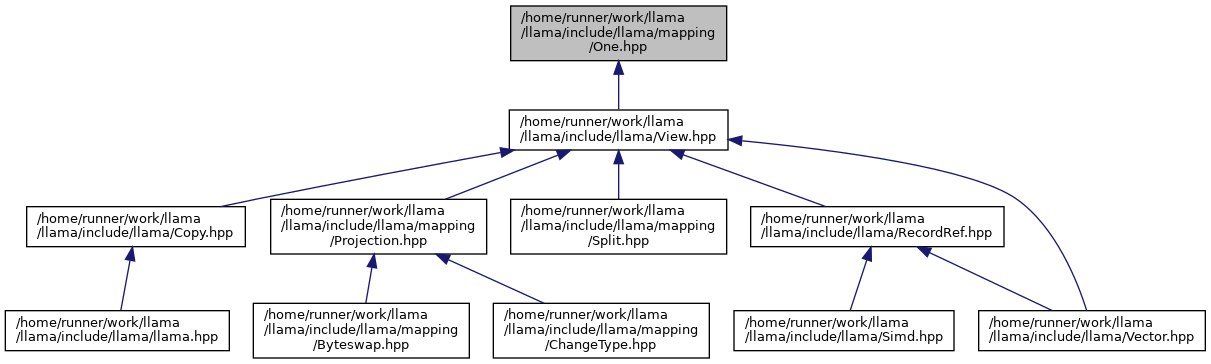 /home/runner/work/llama
/llama/include/llama/mapping
/One.hpp
/home/runner/work/llama
/llama/include/llama/View.hpp
/home/runner/work/llama
/llama/include/llama/Copy.hpp
/home/runner/work/llama
/llama/include/llama/mapping
/Projection.hpp
/home/runner/work/llama
/llama/include/llama/mapping
/Split.hpp
/home/runner/work/llama
/llama/include/llama/RecordRef.hpp
/home/runner/work/llama
/llama/include/llama/llama.hpp
/home/runner/work/llama
/llama/include/llama/mapping
/Byteswap.hpp
/home/runner/work/llama
/llama/include/llama/mapping
/ChangeType.hpp
/home/runner/work/llama
/llama/include/llama/Simd.hpp
/home/runner/work/llama
/llama/include/llama/Vector.hpp